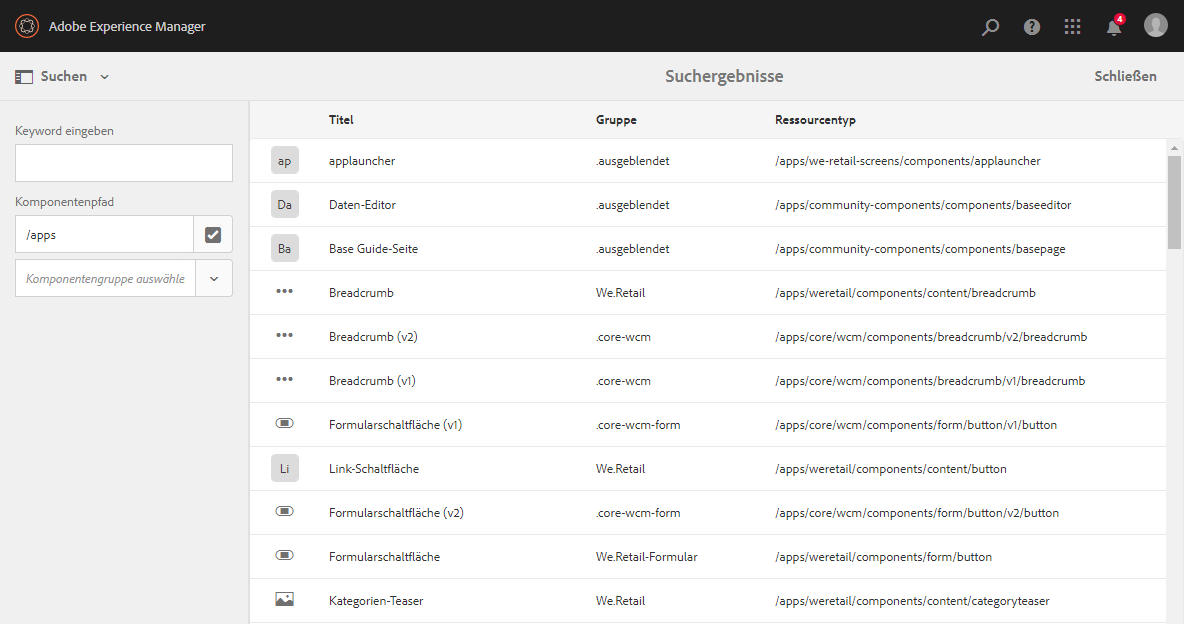 Adobe Experience Manager
4
Suchen
Suchergebnisse
Schließen
Keyword eingeben
Komponentenpfad
/apps
Komponentengruppe auswähle
Titel Gruppe Ressourcentyp
ap applauncher .ausgeblendet /apps/we-retail-screens/components/applauncher
Da Daten-Editor .ausgeblendet /apps/community-components/components/baseeditor
Ba Base Guide-Seite .ausgeblendet /apps/community-components/components/basepage
Breadcrumb We.Retail /apps/weretail/components/content/breadcrumb
Breadcrumb (v2) .core-wcm /apps/core/wcm/components/breadcrumb/v2/breadcrumb
Breadcrumb (v1) .core-wcm /apps/core/wcm/components/breadcrumb/v1/breadcrumb
Formularschaltfläche (v1) .core-wcm-form /apps/core/wcm/components/form/button/v1/button
Li Link-Schaltfläche We.Retail /apps/weretail/components/content/button
Formularschaltfläche (v2) .core-wcm-form /apps/core/wcm/components/form/button/v2/button
Formularschaltfläche We.Retail-Formular /apps/weretail/components/form/button
Kategorien-Teaser We.Retail /apps/weretail/components/content/categoryteaser